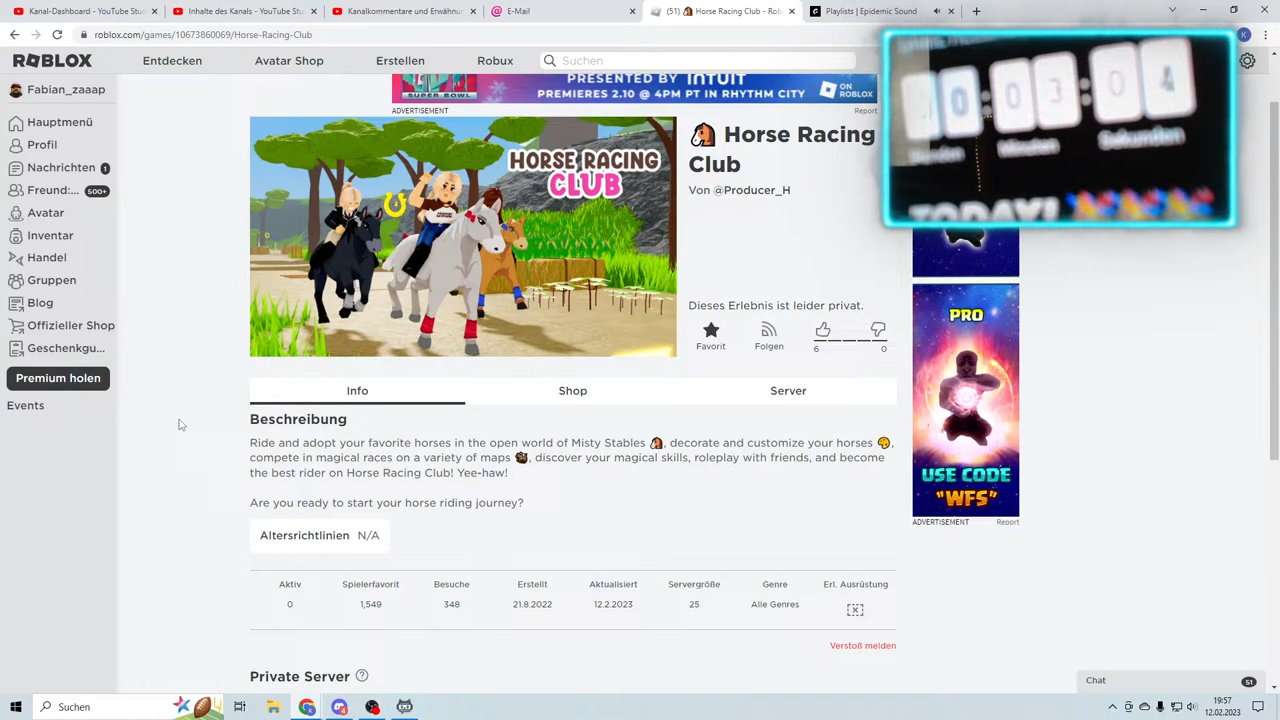 Kanal-Dashboard - YouTube Stu
Inhalte des Kanals - YouTube Stu
Kanalkommentare und Erwähnun
E-Mail
(51) Horse Racing Club - Rob
Playlists | Epidemic Sound
roblox.com/games/10673860069/Horse-Racing-Club
K
ROBLOX
Entdecken
Avatar Shop
Erstellen
Robux
Suchen
Fabian_zaaap
Hauptmenü
Profil
Nachrichten 1
Freund:... 500+
Avatar
Inventar
Handel
Gruppen
Blog
Offizieller Shop
Geschenkgu...
Premium holen
Events
SUPER BOWL
PRESENTED BY INTUIT
PREMIERES 2.10 @ 4PM PT IN RHYTHM CITY
ON ROBLOX
ADVERTISEMENT
Report
HORSE RACING
CLUB
Horse Racing
Club
Von @Producer_H
Dieses Erlebnis ist leider privat.
Favorit
Folgen
6
0
Info
Shop
Server
Beschreibung
Ride and adopt your favorite horses in the open world of Misty Stables, decorate and customize your horses,
compete in magical races on a variety of maps, discover your magical skills, roleplay with friends, and become
the best rider on Horse Racing Club! Yee-haw!
Are you ready to start your horse riding journey?
Altersrichtlinien N/A
Aktiv
Spielerfavorit
Besuche
Erstellt
Aktualisiert
Servergröße
Genre
Erl. Ausrüstung
0
1,549
348
21.8.2022
12.2.2023
25
Alle Genres
Verstoß melden
Private Server
Minuten
Sekunden
TODAY!
PRO
USE CODE
"WFS"
ADVERTISEMENT
Report
Chat
51
Suchen
19:57
12.02.2023